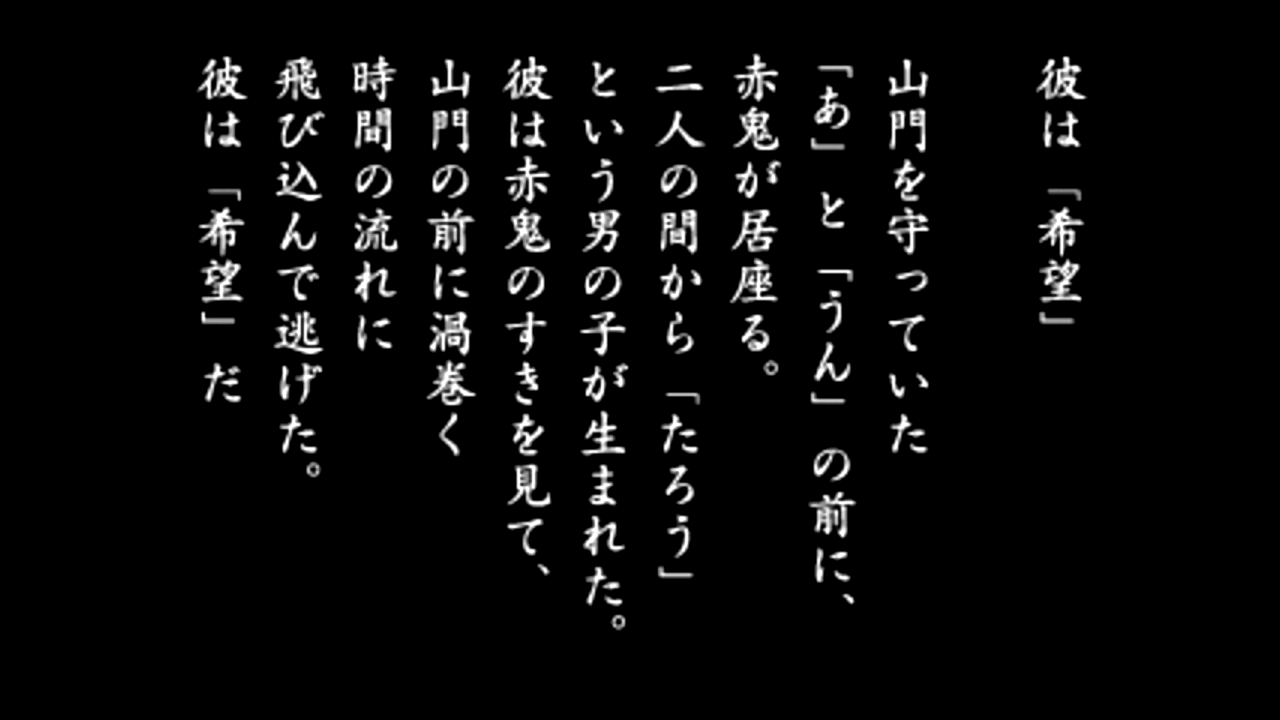 彼は「希望」
山門を守っていた
「あ」と「うん」の前に、
赤鬼が居座る。
二人の間から「たろう」
という男の子が生まれた。
彼は赤鬼のすきを見て、
山門の前に渦巻く
時間の流れに
飛び込んで逃げた。
彼は「希望」だ